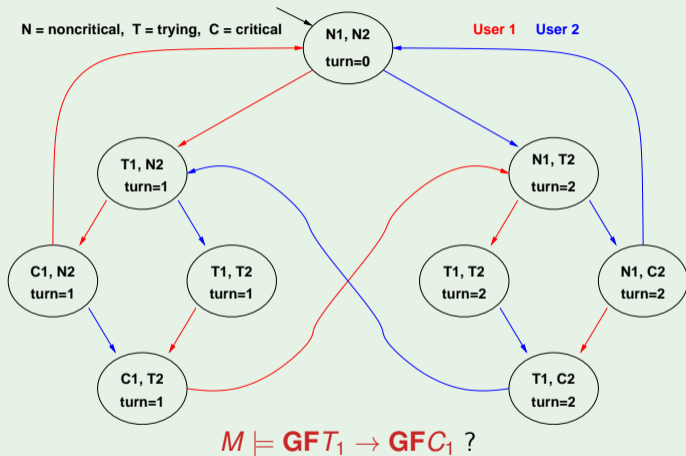 N = noncritical, T = trying, C = critical
N1, N2
turn=0
User 1 User 2
T1, N2
turn=1
N1, T2
turn=2
C1, N2
turn=1
T1, T2
turn=1
T1, T2
turn=2
N1, C2
turn=2
C1, T2
turn=1
T1, C2
turn=2
M ⊨ GFT₁ → GFC₁ ?